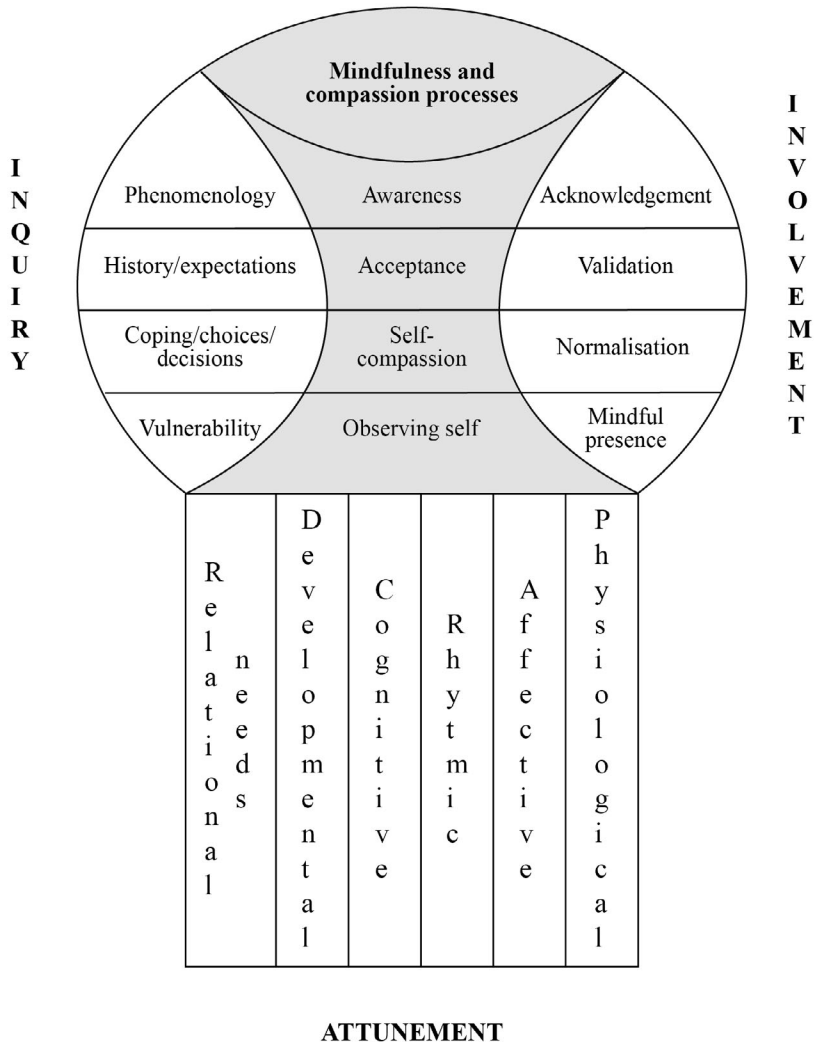 Mindfulness and
compassion processes
INQUIRY
INVOLVEMENT
Phenomenology
Awareness
Acknowledgement
History/expectations
Acceptance
Validation
Coping/choices/
decisions
Self-
compassion
Normalisation
Vulnerability
Observing self
Mindful
presence
Relational
needs
Developmental
Cognitive
Rhytmic
Affective
Physiological
ATTUNEMENT